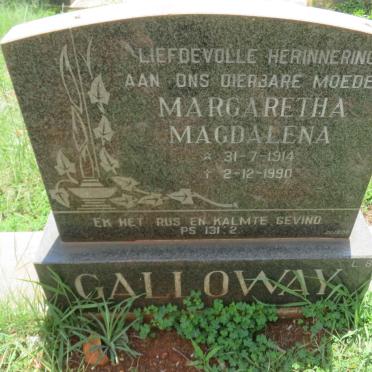 LIEFDEVOLLE HERINNERING
AAN ONS DIERBARE MOEDE
MARGARETHA
MAGDALENA
* 31-7-1914
† 2-12-1990
EK HET RUS EN KALMTE GEVIND
PS 131:2
GALLOWAY